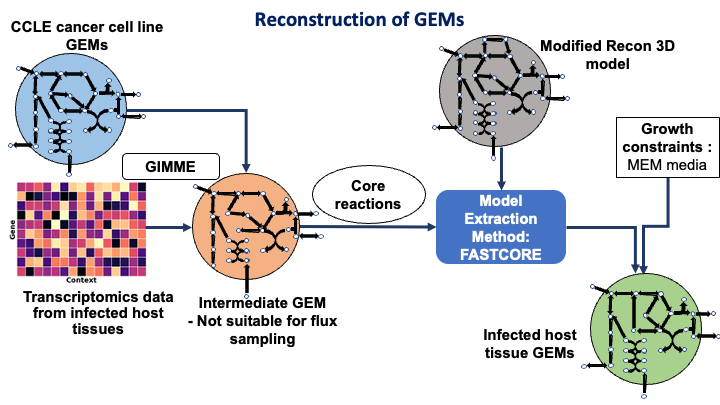 Reconstruction of GEMs
CCLE cancer cell line
GEMs
Modified Recon 3D
model
Growth
constraints :
MEM media
GIMME
Core
reactions
Model
Extraction
Method:
FASTCORE
Gene
Context
Transcriptomics data
from infected host
tissues
Intermediate GEM
- Not suitable for flux
sampling
Infected host
tissue GEMs